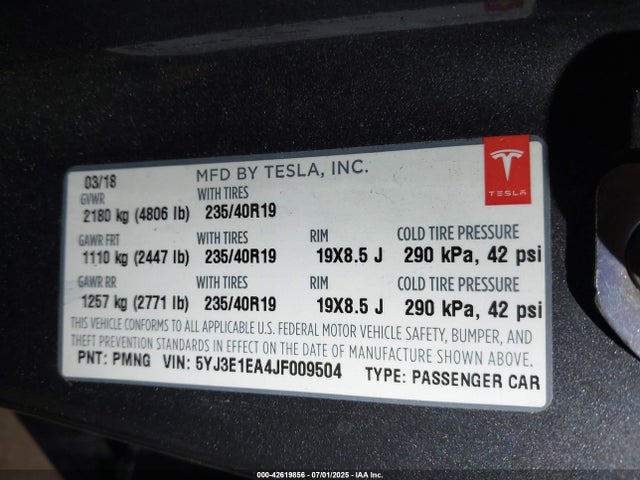 03/18 MFD BY TESLA, INC.
TESLA
GVWR WITH TIRES
2180 kg (4806 lb) 235/40R19
GAWR FRT WITH TIRES RIM COLD TIRE PRESSURE
1110 kg (2447 lb) 235/40R19 19X8.5 J 290 kPa, 42 psi
GAWR RR WITH TIRES RIM COLD TIRE PRESSURE
1257 kg (2771 lb) 235/40R19 19X8.5 J 290 kPa, 42 psi
THIS VEHICLE CONFORMS TO ALL APPLICABLE U.S. FEDERAL MOTOR VEHICLE SAFETY, BUMPER, AND
THEFT PREVENTION STANDARDS IN EFFECT ON THE DATE OF MANUFACTURE SHOWN ABOVE.
PNT: PMNG VIN: 5YJ3E1EA4JF009504 TYPE: PASSENGER CAR
000-42619856 - 07/01/2025 - IAA Inc.